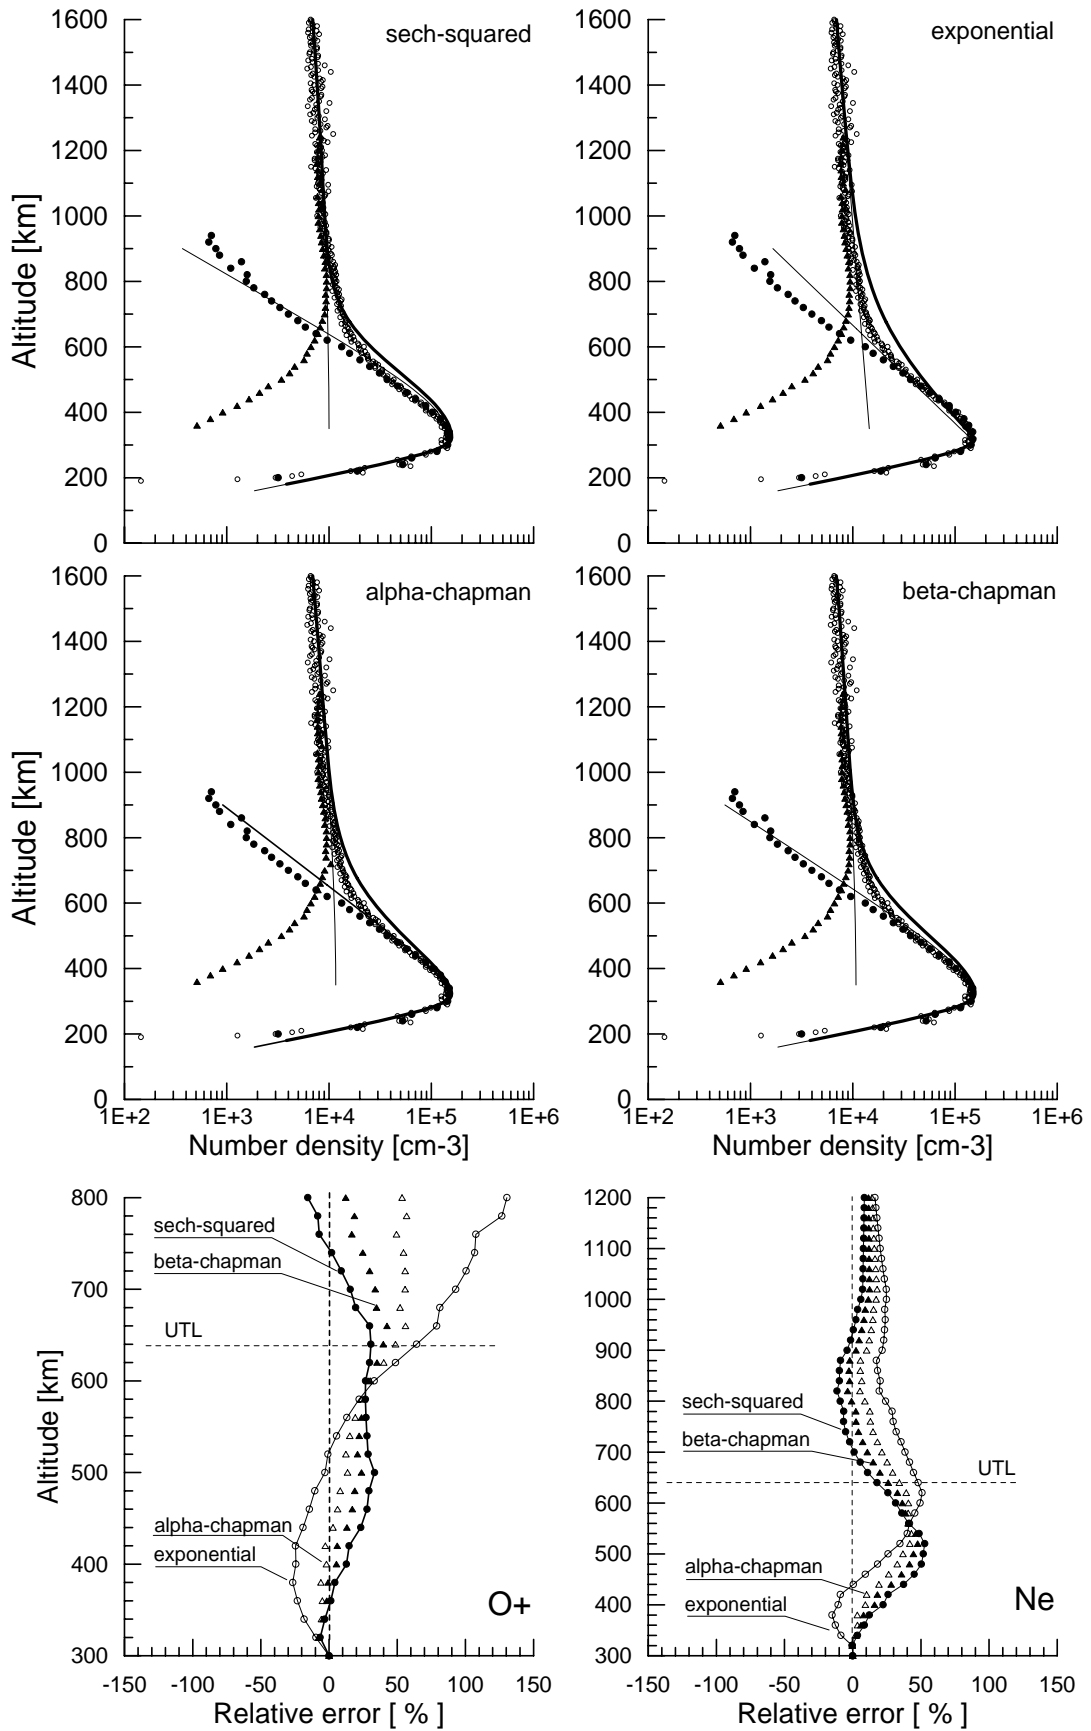 1600
sech-squared
1400
1200
1000
800
600
400
200
0
Altitude [km]
1600
exponential
1400
1200
1000
800
600
400
200
0
1600
alpha-chapman
1400
1200
1000
800
600
400
200
0
Altitude [km]
1E+2 1E+3 1E+4 1E+5 1E+6
Number density [cm-3]
1600
beta-chapman
1400
1200
1000
800
600
400
200
0
1E+2 1E+3 1E+4 1E+5 1E+6
Number density [cm-3]
800
sech-squared
beta-chapman
700
UTL
600
500
alpha-chapman
exponential
400
O+
300
Altitude [km]
-150 -100 -50 0 50 100 150
Relative error [ % ]
1200
1100
1000
900
800
sech-squared
beta-chapman
700
UTL
600
500
alpha-chapman
400
exponential
Ne
300
-150 -100 -50 0 50 100 150
Relative error [ % ]